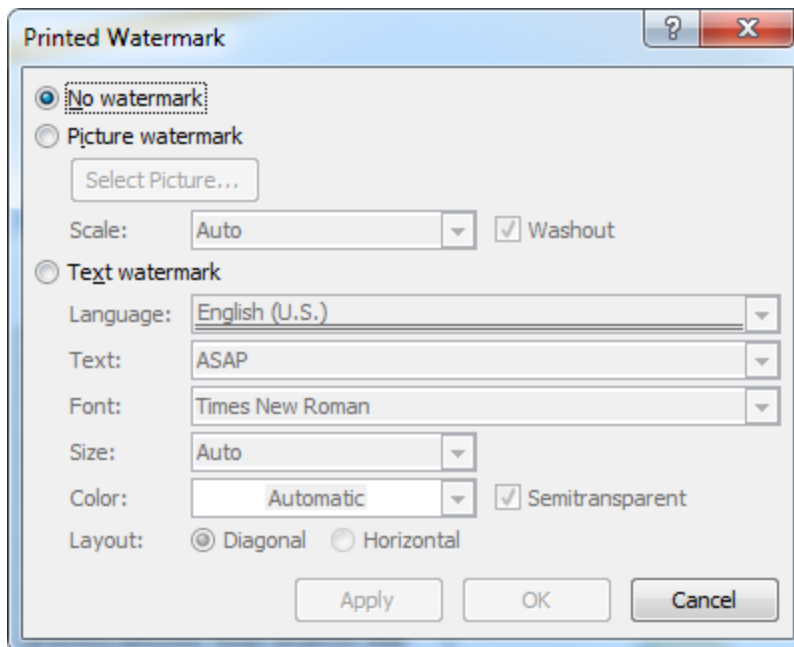 Printed Watermark
No watermark
Picture watermark
Select Picture...
Scale: Auto Washout
Text watermark
Language: English (U.S.)
Text: ASAP
Font: Times New Roman
Size: Auto
Color: Automatic Semitransparent
Layout: Diagonal Horizontal
Apply OK Cancel